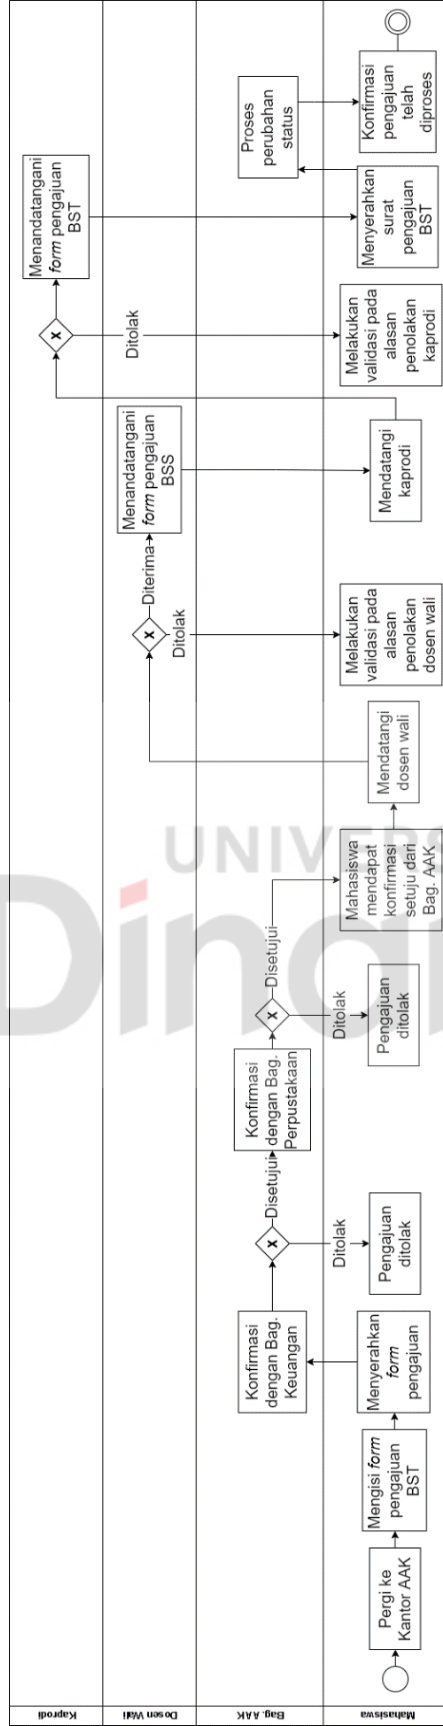 Kaprodi
Dosen Wali
Bag. AAK
Mahasiswa
Pergi ke
Kantor AAK
Mengisi form
pengajuan
BST
Menyerahkan
form
pengajuan
Konfirmasi
dengan Bag.
Keuangan
X
Disetujui
Ditolak
Pengajuan
ditolak
Konfirmasi
dengan Bag.
Perpustakaan
X
Disetujui
Ditolak
Pengajuan
ditolak
Mahasiswa
mendapat
konfirmasi
setuju dari
Bag. AAK
Mendatangi
dosen wali
X
Diterima
Ditolak
Melakukan
validasi pada
alasan
penolakan
dosen wali
Menandatangani
form pengajuan
BSS
Mendatangi
kaprodi
X
Ditolak
Melakukan
validasi pada
alasan
penolakan
kaprodi
Menandatangani
form pengajuan
BST
Menyerahkan
surat
pengajuan
BST
Proses
perubahan
status
Konfirmasi
pengajuan
telah
diproses
UNIVERS
Dina